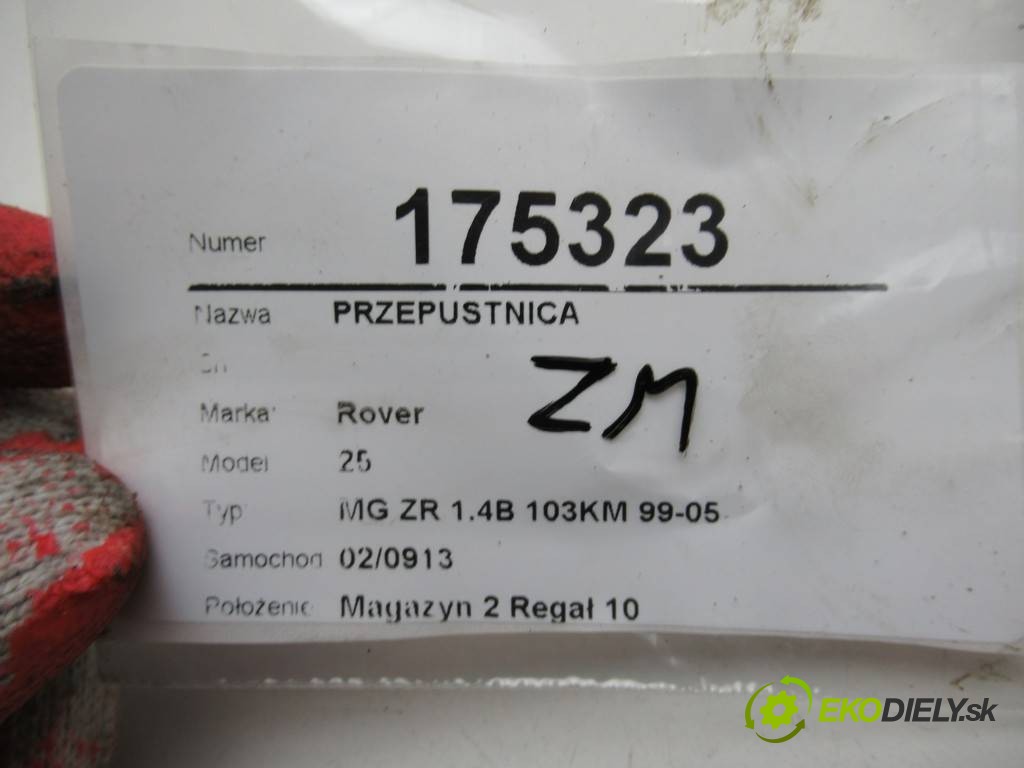 Numer 175323
Nazwa PRZEPUSTNICA
ZM
Marka Rover
Model 25
Typ MG ZR 1.4B 103KM 99-05
Samochod 02/0913
Położenie Magazyn 2 Regał 10
EKODIELY.sk